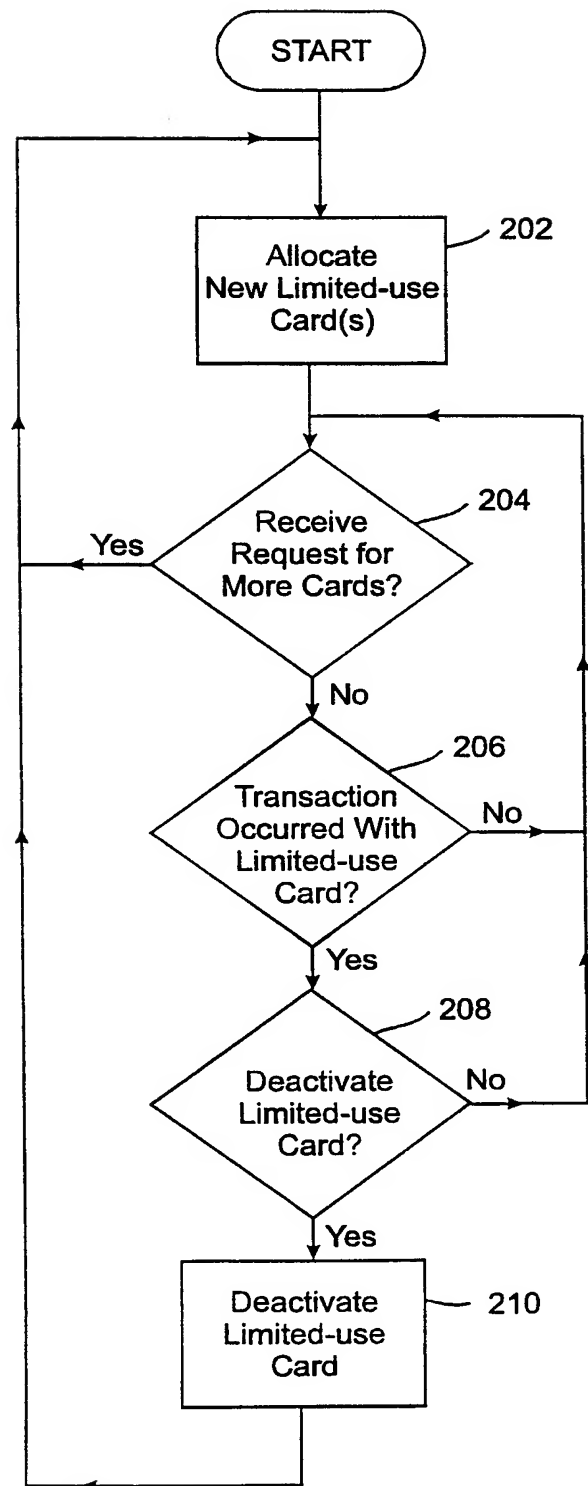 START
202
Allocate
New Limited-use
Card(s)
204
Receive
Request for
More Cards?
Yes
No
206
Transaction
Occurred With
Limited-use
Card?
No
Yes
208
Deactivate
Limited-use
Card?
No
Yes
Deactivate
Limited-use
Card
210